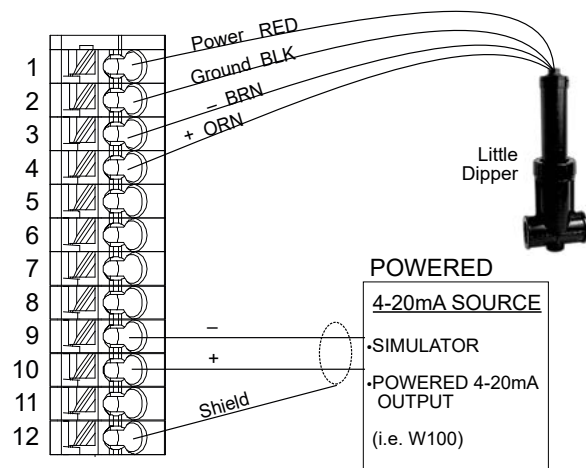 Power RED
1
Ground BLK
2
– BRN
3
+ ORN
4
Little
Dipper
5
6
7
8
POWERED
4-20mA SOURCE
9
–
•SIMULATOR
10
+
•POWERED 4-20mA
OUTPUT
11
Shield
(i.e. W100)
12